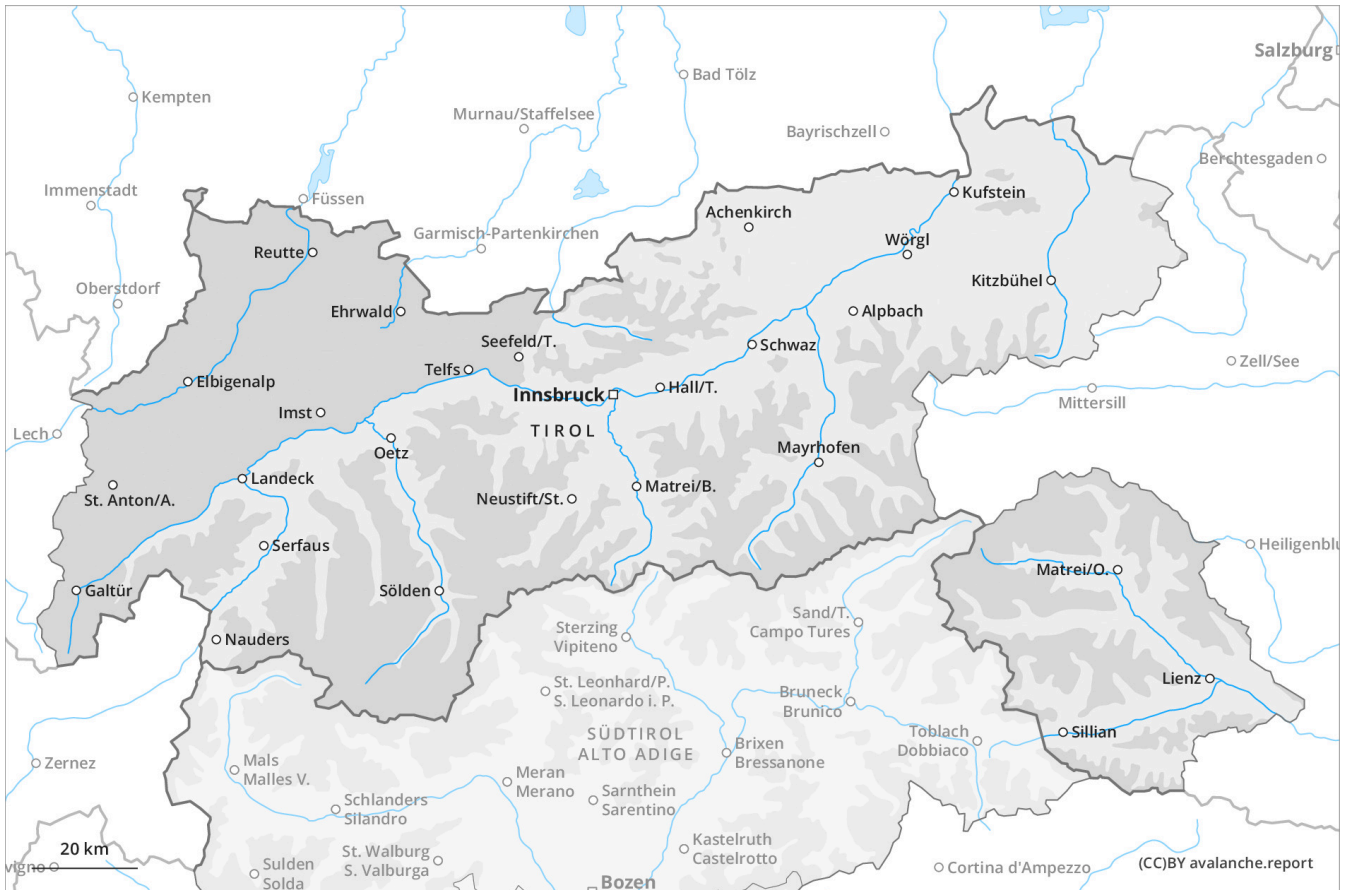 Salzburg
Bad Tölz
Kempten
Murnau/Staffelsee
Bayrischzell
Berchtesgaden
Immenstadt
Füssen
Kufstein
Achenkirch
Garmisch-Partenkirchen
Wörgl
Reutte
Kitzbühel
Oberstdorf
Ehrwald
Alpbach
Seefeld/T.
Schwaz
Zell/See
Telfs
Elbigenalp
Hall/T.
Innsbruck
Mittersill
Imst
TIROL
Lech
Oetz
Mayrhofen
Landeck
Matrei/B.
St. Anton/A.
Neustift/St.
Serfaus
Heiligenblu
Matrei/O.
Galtür
Sölden
Sand/T.
Campo Tures
Sterzing
Vipiteno
Nauders
Lienz
St. Leonhard/P.
S. Leonardo i. P.
Bruneck
Brunico
SÜDTIROL
ALTO ADIGE
Toblach
Dobbiaco
Sillian
Brixen
Bressanone
Zernez
Mals
Malles V.
Meran
Merano
Sarnthein
Sarentino
Schlanders
Silandro
Kastelruth
Castelrotto
20 km
St. Walburg
S. Valburga
vigno
Sulden
Solda
Cortina d'Ampezzo
(CC)BY avalanche.report
Bozen